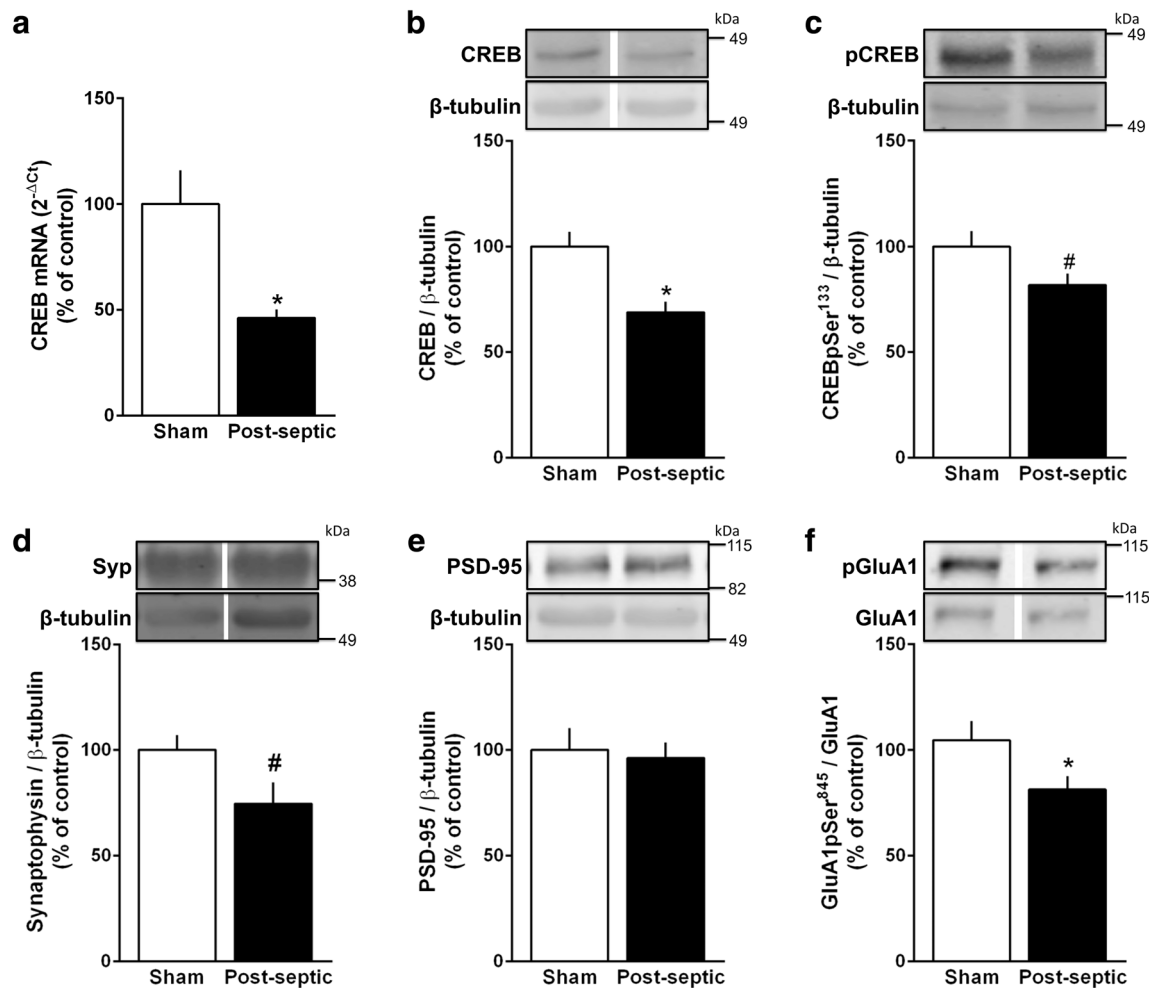 a
150
100
50
0
CREB mRNA (2^-ΔCt)
(% of control)
*
Sham Post-septic
b
kDa
CREB
49
β-tubulin
49
150
100
50
0
CREB / β-tubulin
(% of control)
*
Sham Post-septic
c
kDa
pCREB
49
β-tubulin
49
150
100
50
0
CREBpSer^133 / β-tubulin
(% of control)
#
Sham Post-septic
d
kDa
Syp
38
β-tubulin
49
150
100
50
0
Synaptophysin / β-tubulin
(% of control)
#
Sham Post-septic
e
kDa
115
PSD-95
82
β-tubulin
49
150
100
50
0
PSD-95 / β-tubulin
(% of control)
Sham Post-septic
f
kDa
115
pGluA1
115
GluA1
150
100
50
0
GluA1pSer^845 / GluA1
(% of control)
*
Sham Post-septic